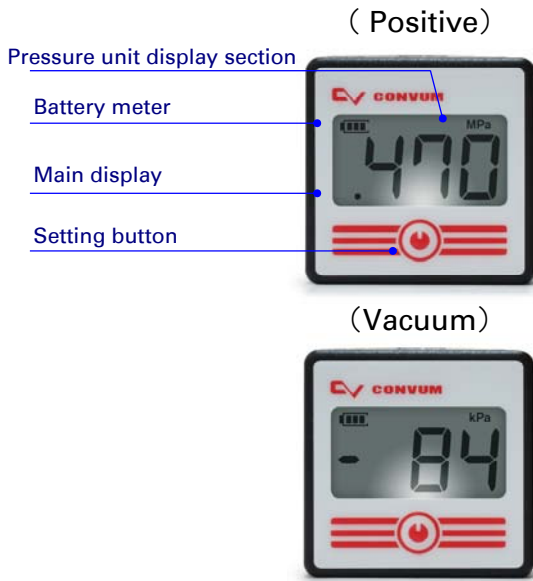 （ Positive）
Pressure unit display section
Battery meter
Main display
Setting button
CONVUM
MPa
.470
（Vacuum）
CONVUM
kPa
- 84